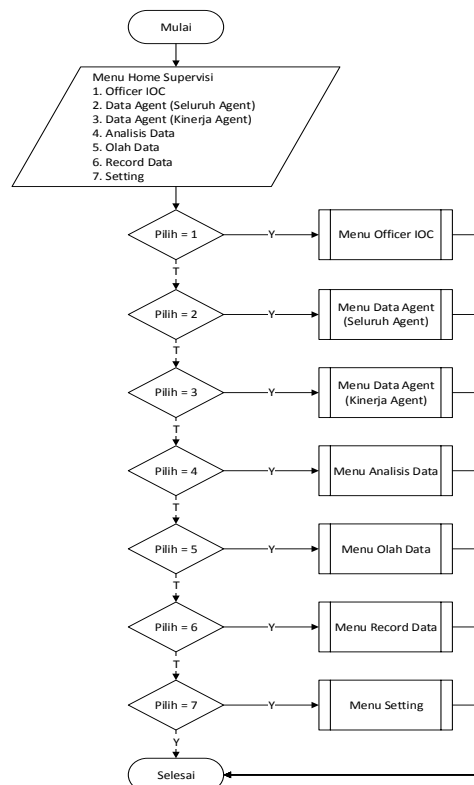 Mulai
Menu Home Supervisi
1. Officer IOC
2. Data Agent (Seluruh Agent)
3. Data Agent (Kinerja Agent)
4. Analisis Data
5. Olah Data
6. Record Data
7. Setting
Pilih = 1
Y
Menu Officer IOC
T
Pilih = 2
Y
Menu Data Agent
(Seluruh Agent)
T
Pilih = 3
Y
Menu Data Agent
(Kinerja Agent)
T
Pilih = 4
Y
Menu Analisis Data
T
Pilih = 5
Y
Menu Olah Data
T
Pilih = 6
Y
Menu Record Data
T
Pilih = 7
Y
Menu Setting
Y
Selesai